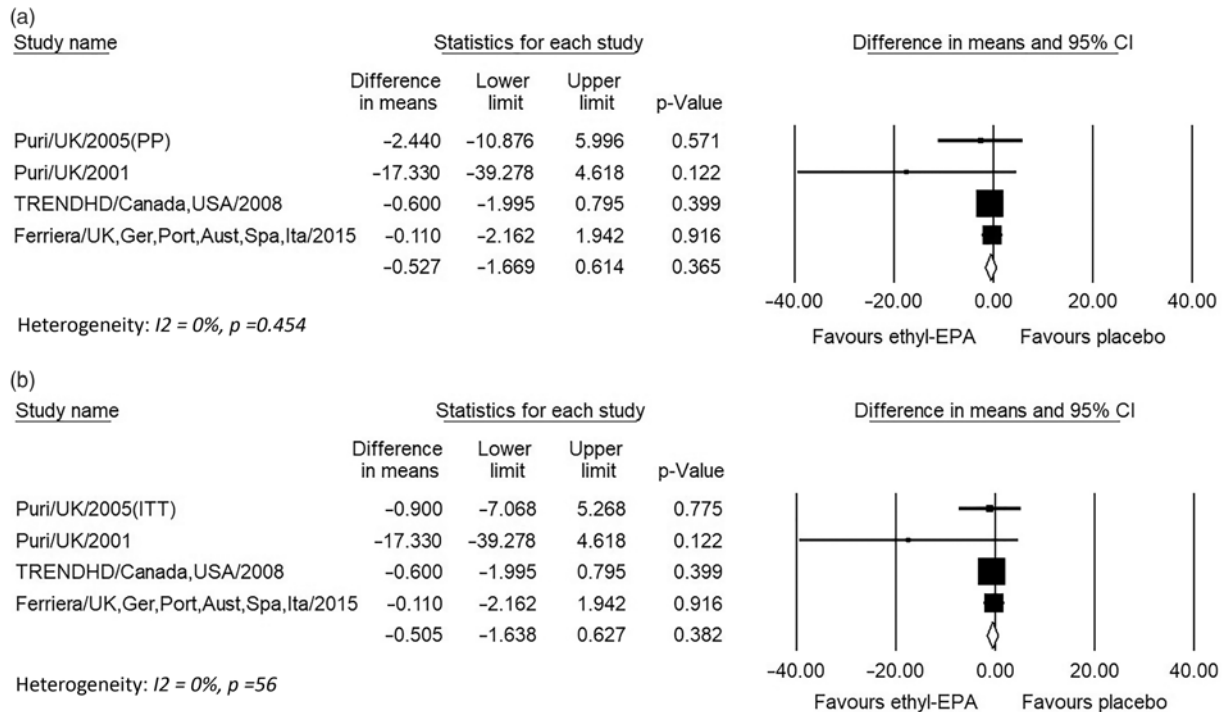 (a)
Study name Statistics for each study Difference in means and 95% CI
Difference in means Lower limit Upper limit p-Value
Puri/UK/2005(PP) −2.440 −10.876 5.996 0.571
Puri/UK/2001 −17.330 −39.278 4.618 0.122
TRENDHD/Canada,USA/2008 −0.600 −1.995 0.795 0.399
Ferriera/UK,Ger,Port,Aust,Spa,Ita/2015 −0.110 −2.162 1.942 0.916
−0.527 −1.669 0.614 0.365
−40.00 −20.00 0.00 20.00 40.00
Heterogeneity: I2 = 0%, p =0.454
Favours ethyl-EPA Favours placebo
(b)
Study name Statistics for each study Difference in means and 95% CI
Difference in means Lower limit Upper limit p-Value
Puri/UK/2005(ITT) −0.900 −7.068 5.268 0.775
Puri/UK/2001 −17.330 −39.278 4.618 0.122
TRENDHD/Canada,USA/2008 −0.600 −1.995 0.795 0.399
Ferriera/UK,Ger,Port,Aust,Spa,Ita/2015 −0.110 −2.162 1.942 0.916
−0.505 −1.638 0.627 0.382
−40.00 −20.00 0.00 20.00 40.00
Heterogeneity: I2 = 0%, p =56
Favours ethyl-EPA Favours placebo